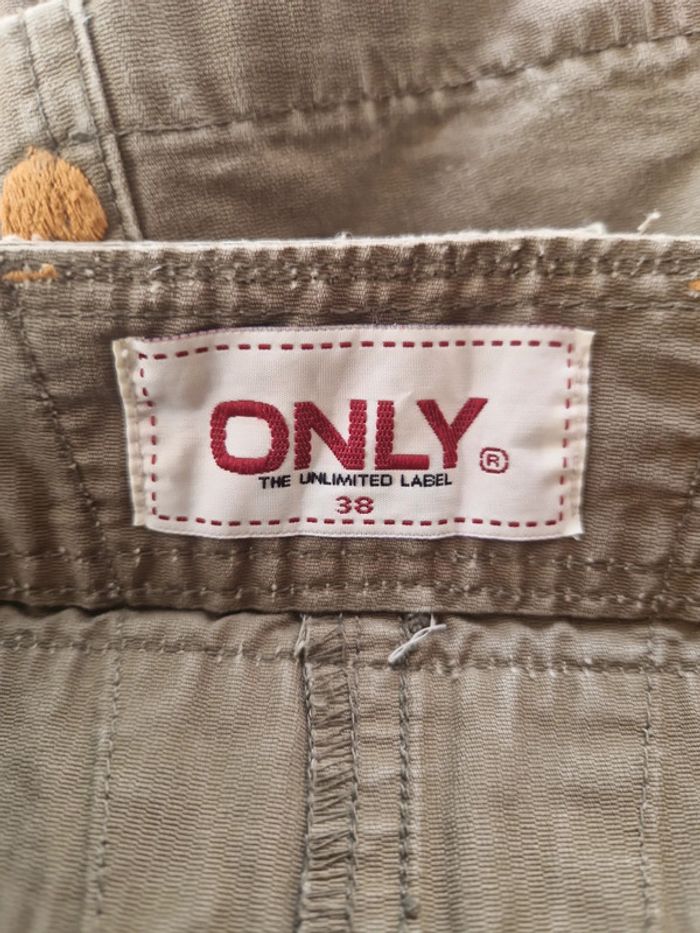 ONLY ®
THE UNLIMITED LABEL
38